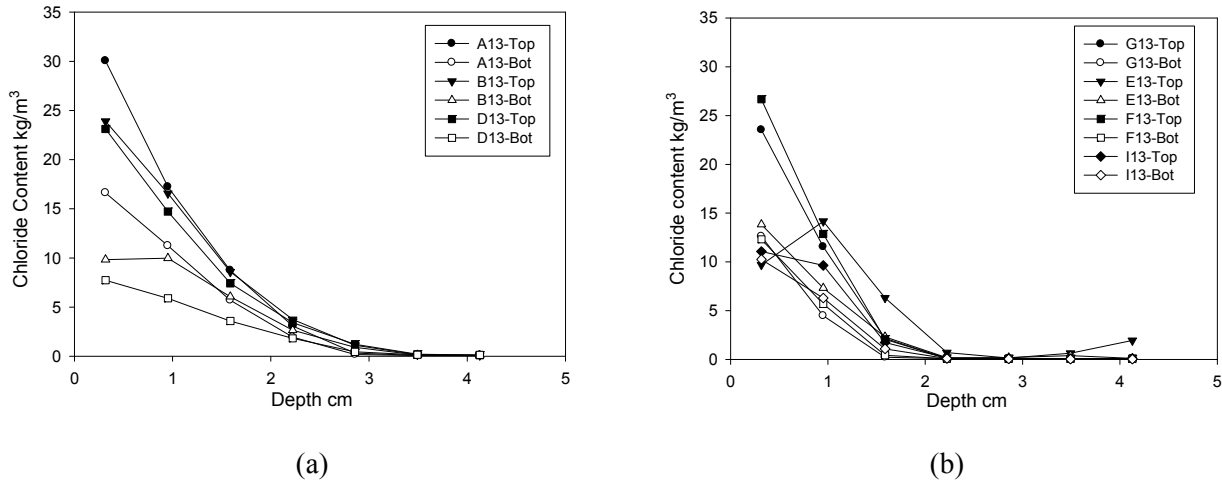 35
30
25
20
15
10
5
0
Chloride Content kg/m³
0 1 2 3 4 5
Depth cm
A13-Top
A13-Bot
B13-Top
B13-Bot
D13-Top
D13-Bot
(a)
35
30
25
20
15
10
5
0
Chloride content kg/m³
0 1 2 3 4 5
Depth cm
G13-Top
G13-Bot
E13-Top
E13-Bot
F13-Top
F13-Bot
I13-Top
I13-Bot
(b)